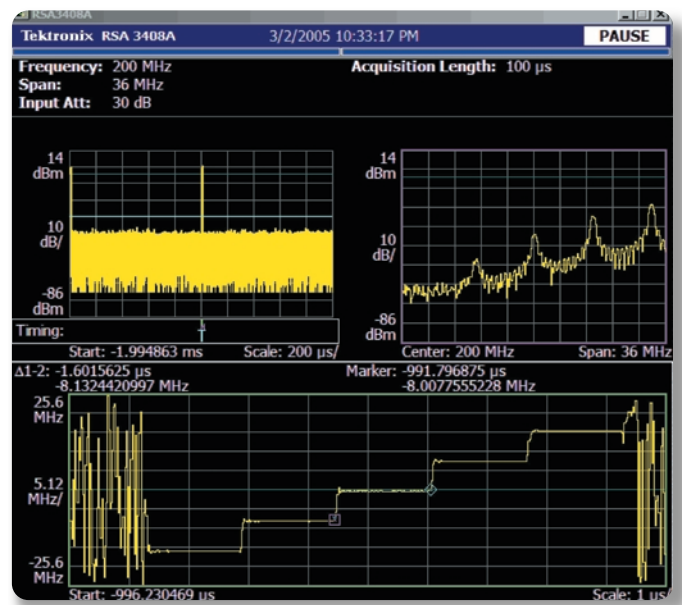 RSA3408A
Tektronix RSA 3408A 3/2/2005 10:33:17 PM PAUSE
Frequency: 200 MHz Acquisition Length: 100 µs
Span: 36 MHz
Input Att: 30 dB
14
dBm
10
dB/
-86
dBm
14
dBm
10
dB/
-86
dBm
Timing:
Start: -1.994863 ms Scale: 200 µs/
Center: 200 MHz Span: 36 MHz
Δ1-2: -1.6015625 µs Marker: -991.796875 µs
-8.1324420997 MHz -8.0077555228 MHz
25.6
MHz
5.12
MHz/
-25.6
MHz
Start: -996.230469 µs Scale: 1 µs/